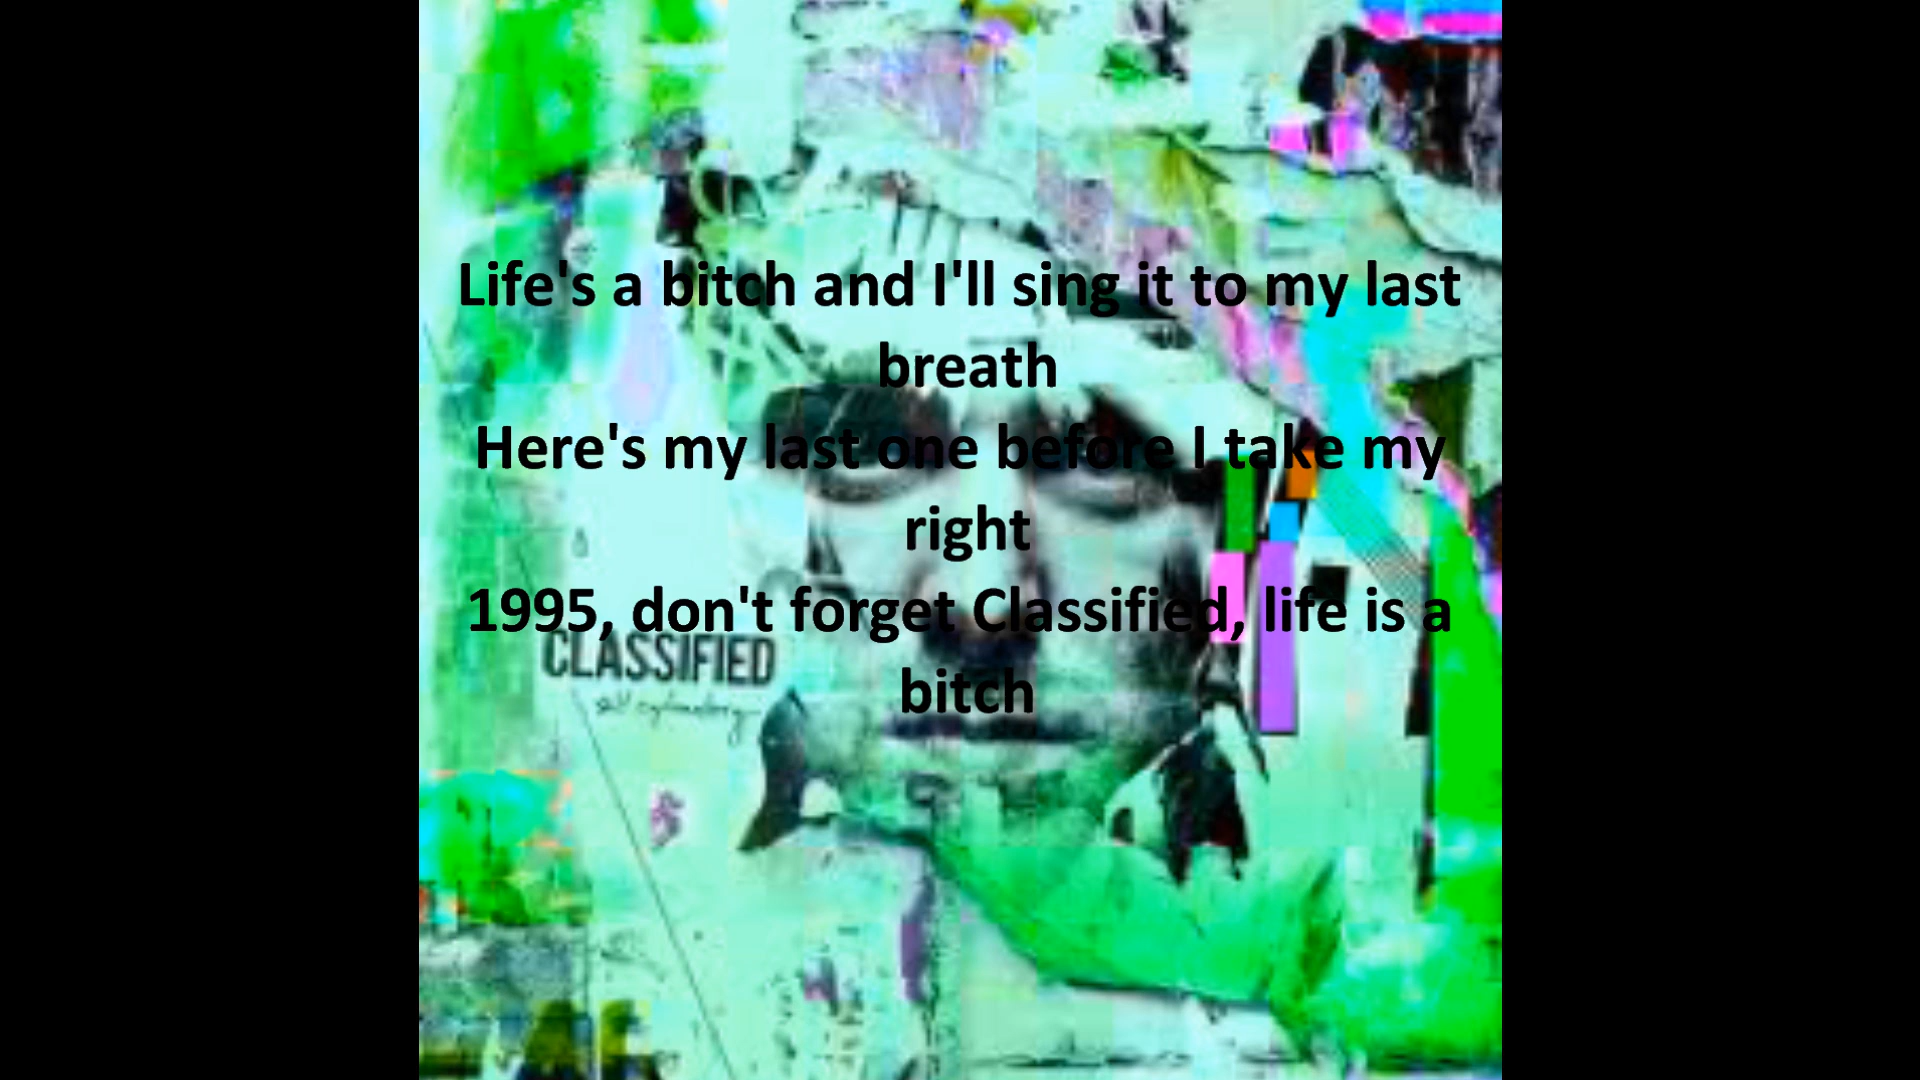 Life's a bitch and I'll sing it to my last
breath
Here's my last one before I take my
right
1995, don't forget Classified, life is a
bitch
CLASSIFIED